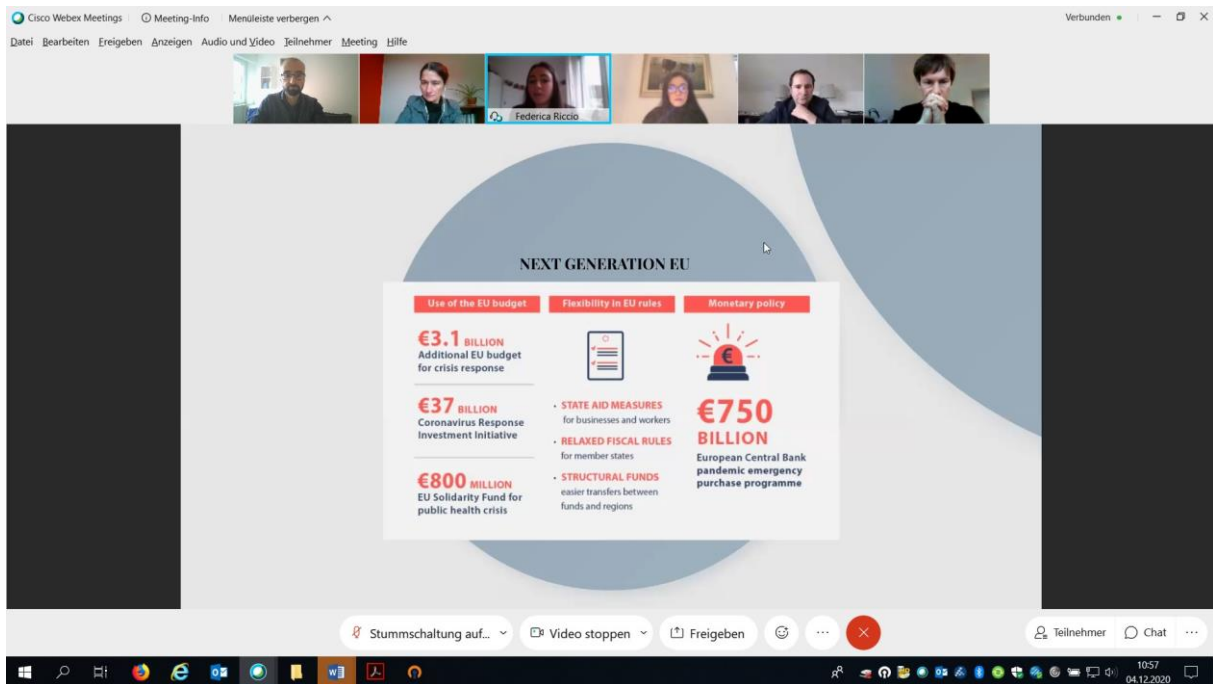 Cisco Webex Meetings
Meeting-Info
Menüleiste verbergen
Verbunden
Datei Bearbeiten Freigeben Anzeigen Audio und Video Teilnehmer Meeting Hilfe
Federica Riccio
NEXT GENERATION EU
Use of the EU budget
€3.1 BILLION
Additional EU budget
for crisis response
€37 BILLION
Coronavirus Response
Investment Initiative
€800 MILLION
EU Solidarity Fund for
public health crisis
Flexibility in EU rules
• STATE AID MEASURES
for businesses and workers
• RELAXED FISCAL RULES
for member states
• STRUCTURAL FUNDS
easier transfers between
funds and regions
Monetary policy
€
€750
BILLION
European Central Bank
pandemic emergency
purchase programme
Stummschaltung auf...
Video stoppen
Freigeben
Teilnehmer
Chat
10:57
04.12.2020